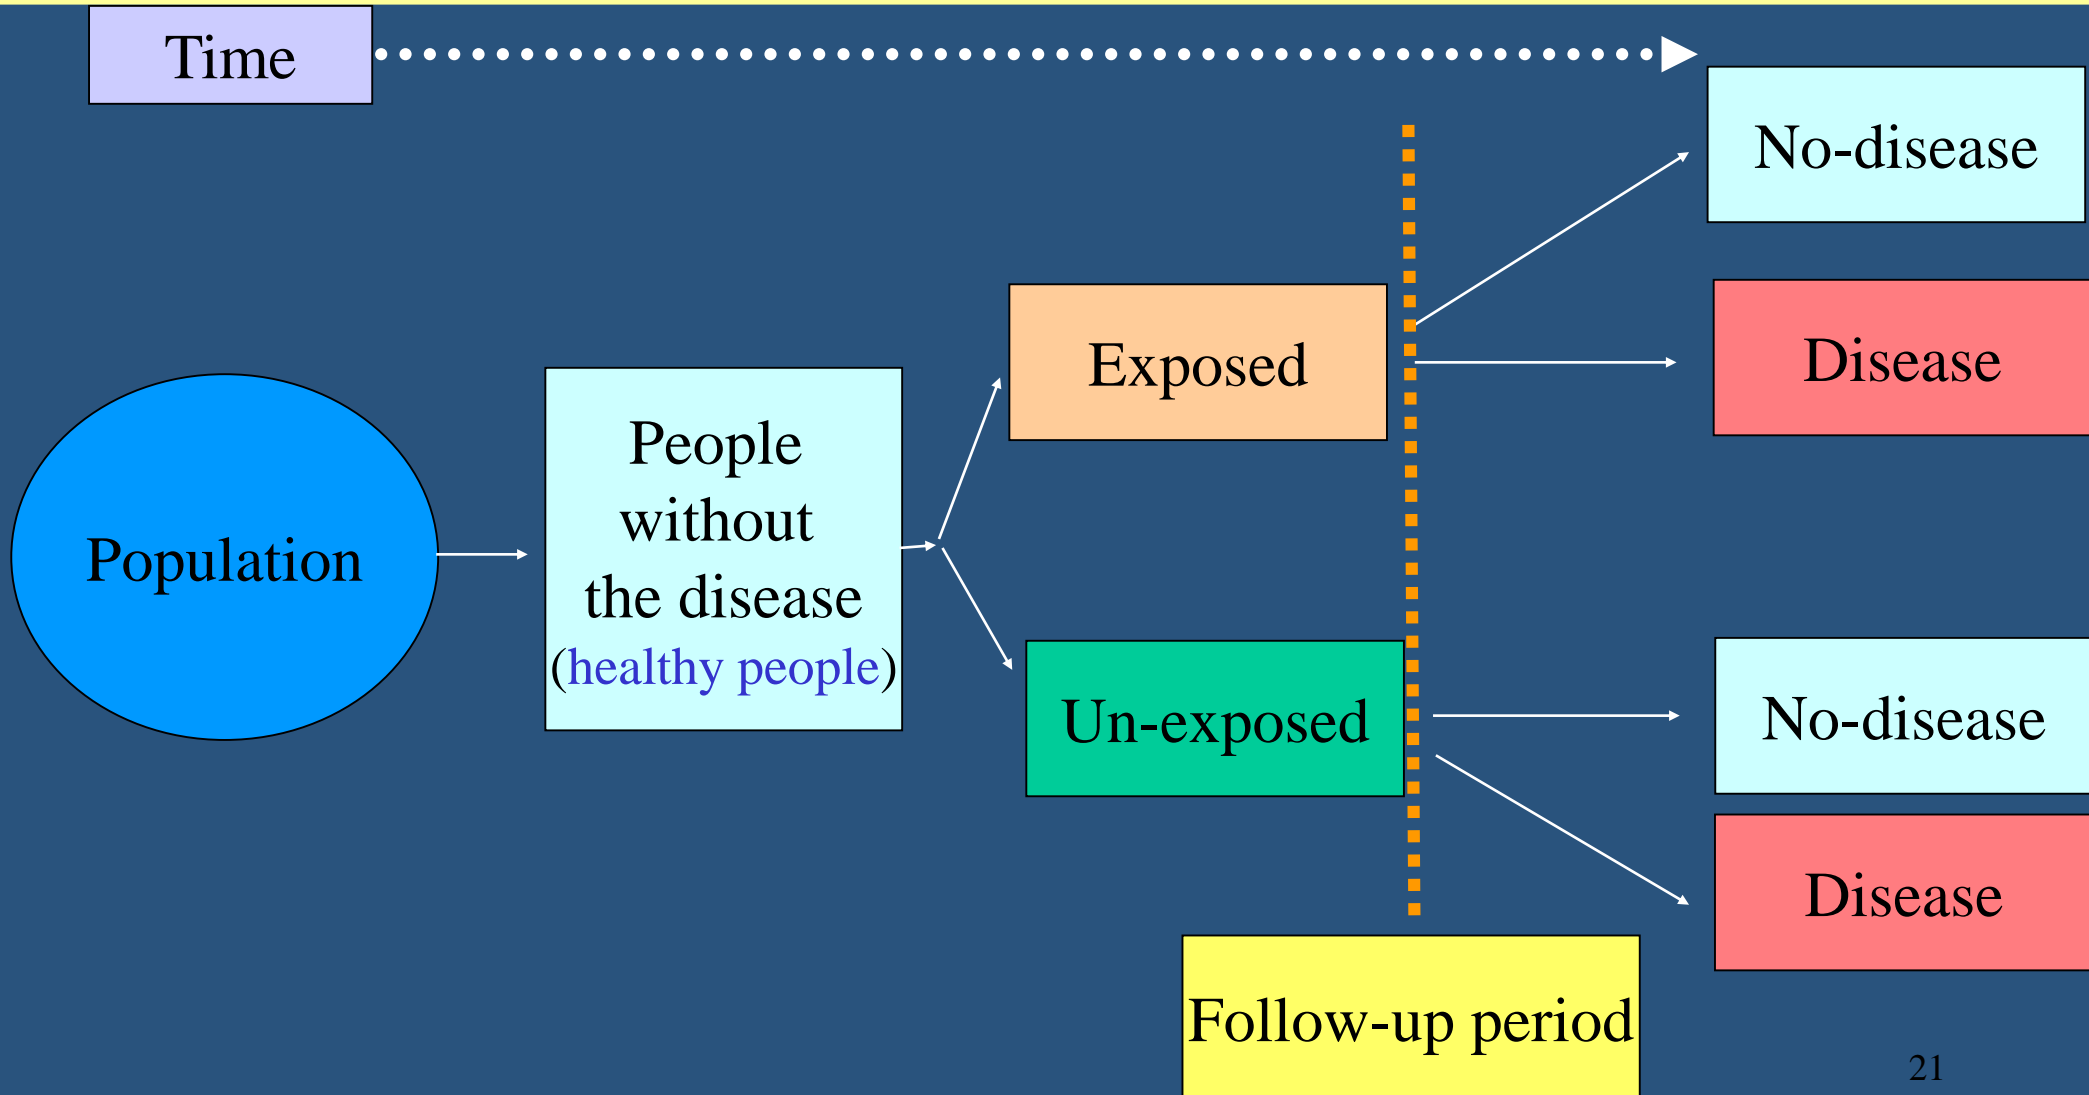 Time
No-disease
Exposed
Disease
People
without
the disease
(healthy people)
Population
Un-exposed
No-disease
Disease
Follow-up period
21